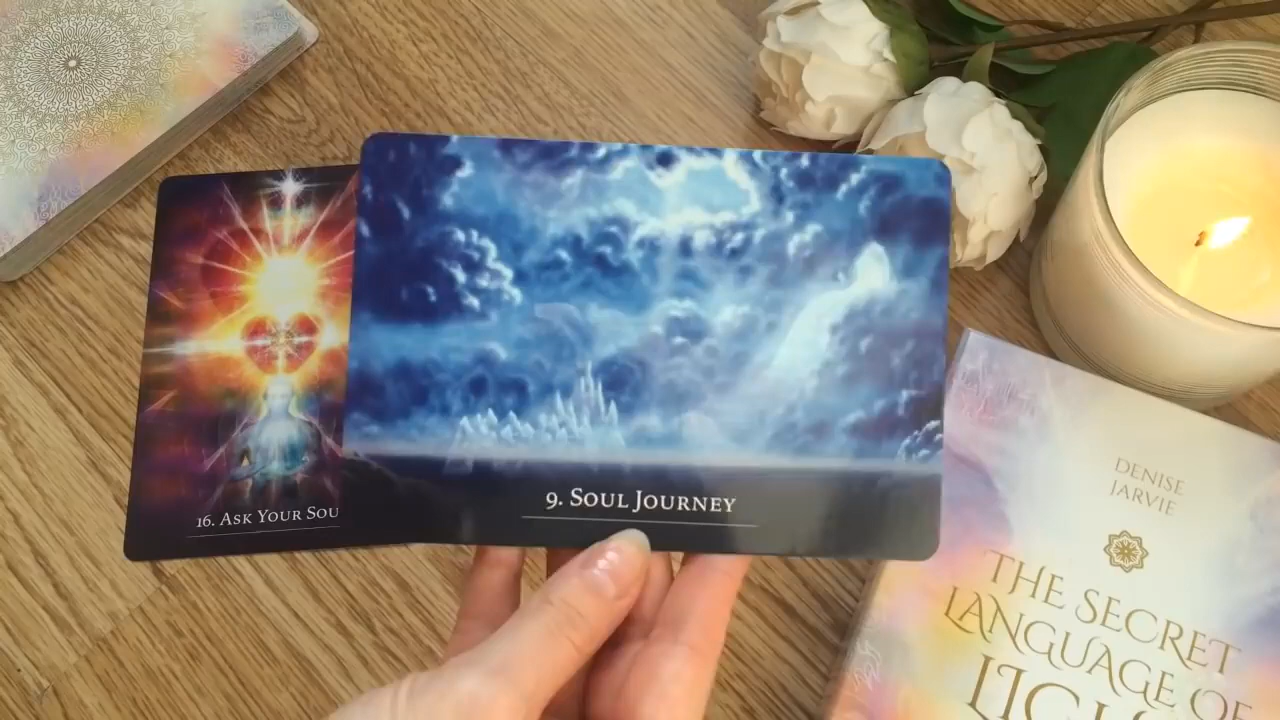 16. Ask Your Sou
9. Soul Journey
DENISE
JARVIE
THE SECRET
LANGUAGE OF